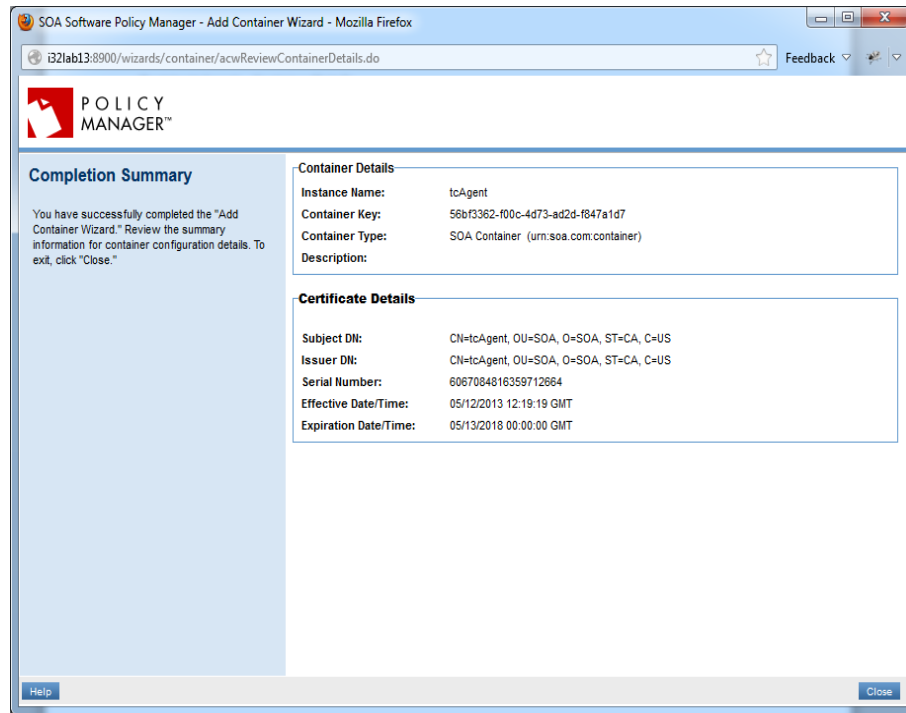 SOA Software Policy Manager - Add Container Wizard - Mozilla Firefox
i32lab13:8900/wizards/container/acwReviewContainerDetails.do
Feedback
POLICY
MANAGER™
Completion Summary
You have successfully completed the "Add
Container Wizard." Review the summary
information for container configuration details. To
exit, click "Close."
Container Details
Instance Name: tcAgent
Container Key: 56bf3362-f00c-4d73-ad2d-f847a1d7
Container Type: SOA Container (urn:soa.com:container)
Description:
Certificate Details
Subject DN: CN=tcAgent, OU=SOA, O=SOA, ST=CA, C=US
Issuer DN: CN=tcAgent, OU=SOA, O=SOA, ST=CA, C=US
Serial Number: 6067084816359712664
Effective Date/Time: 05/12/2013 12:19:19 GMT
Expiration Date/Time: 05/13/2018 00:00:00 GMT
Help
Close